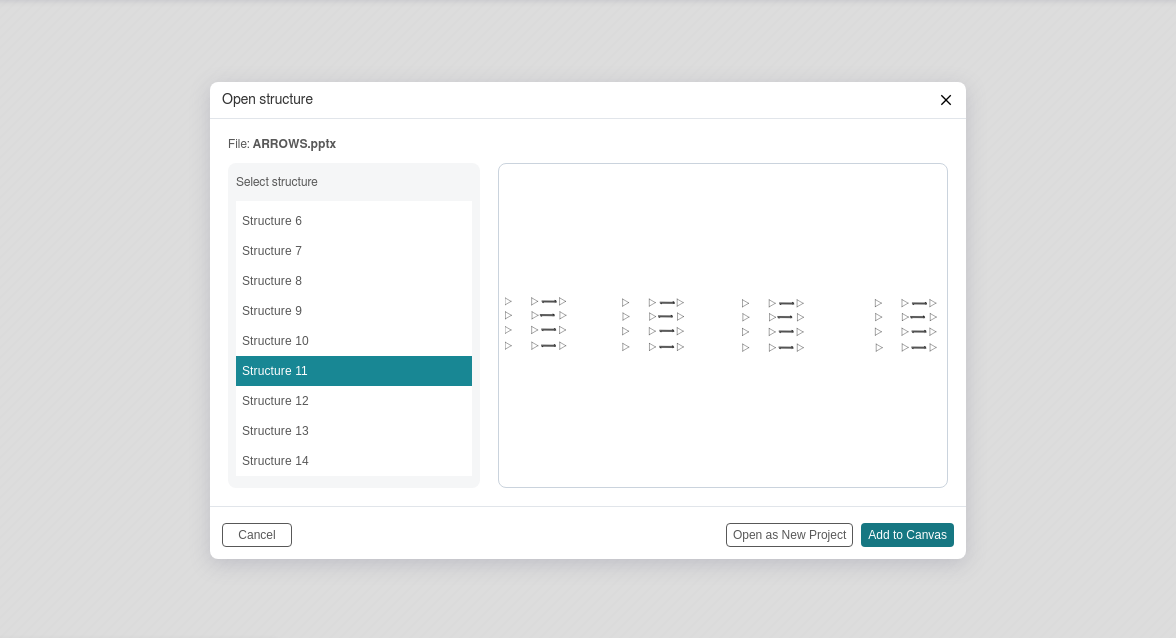 Open structure
File: ARROWS.pptx
Select structure
Structure 6
Structure 7
Structure 8
Structure 9
Structure 10
Structure 11
Structure 12
Structure 13
Structure 14
Cancel
Open as New Project
Add to Canvas